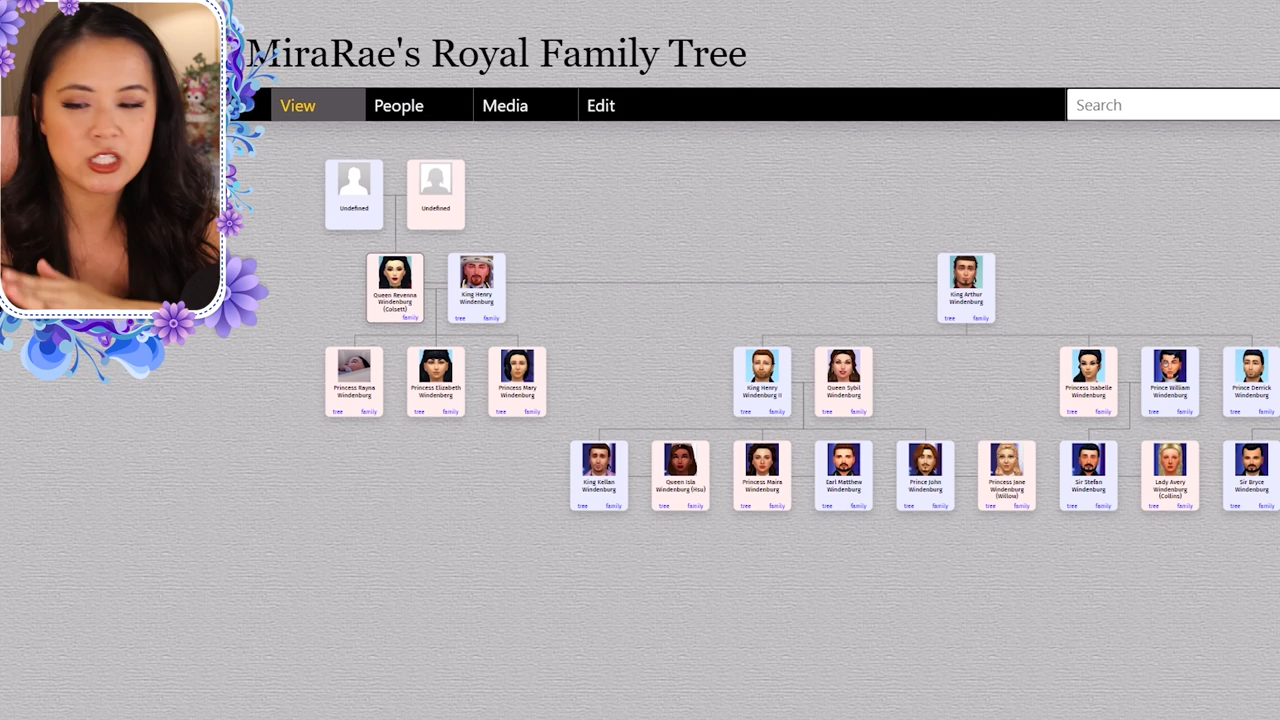 MiraRae's Royal Family Tree
View
People
Media
Edit
Search
Undefined
Undefined
Queen Revenna
Windenburg
(Colsett)
family
King Henry
Windenburg
tree family
King Arthur
Windenburg
tree family
Princess Rayna
Windenburg
tree family
Princess Elizabeth
Windenberg
tree family
Princess Mary
Windenburg
tree family
King Henry
Windenburg II
tree family
Queen Sybil
Windenburg
tree family
Princess Isabelle
Windenburg
tree family
Prince William
Windenburg
tree family
Prince Derrick
Windenburg
tree family
King Kellan
Windenburg
tree family
Queen Isla
Windenburg (Hsu)
tree family
Princess Maira
Windenburg
tree family
Earl Matthew
Windenburg
tree family
Prince John
Windenburg
tree family
Princess Jane
Windenburg
(Willow)
tree family
Sir Stefan
Windenburg
tree family
Lady Avery
Windenburg
(Collins)
tree family
Sir Bryce
Windenburg
tree family